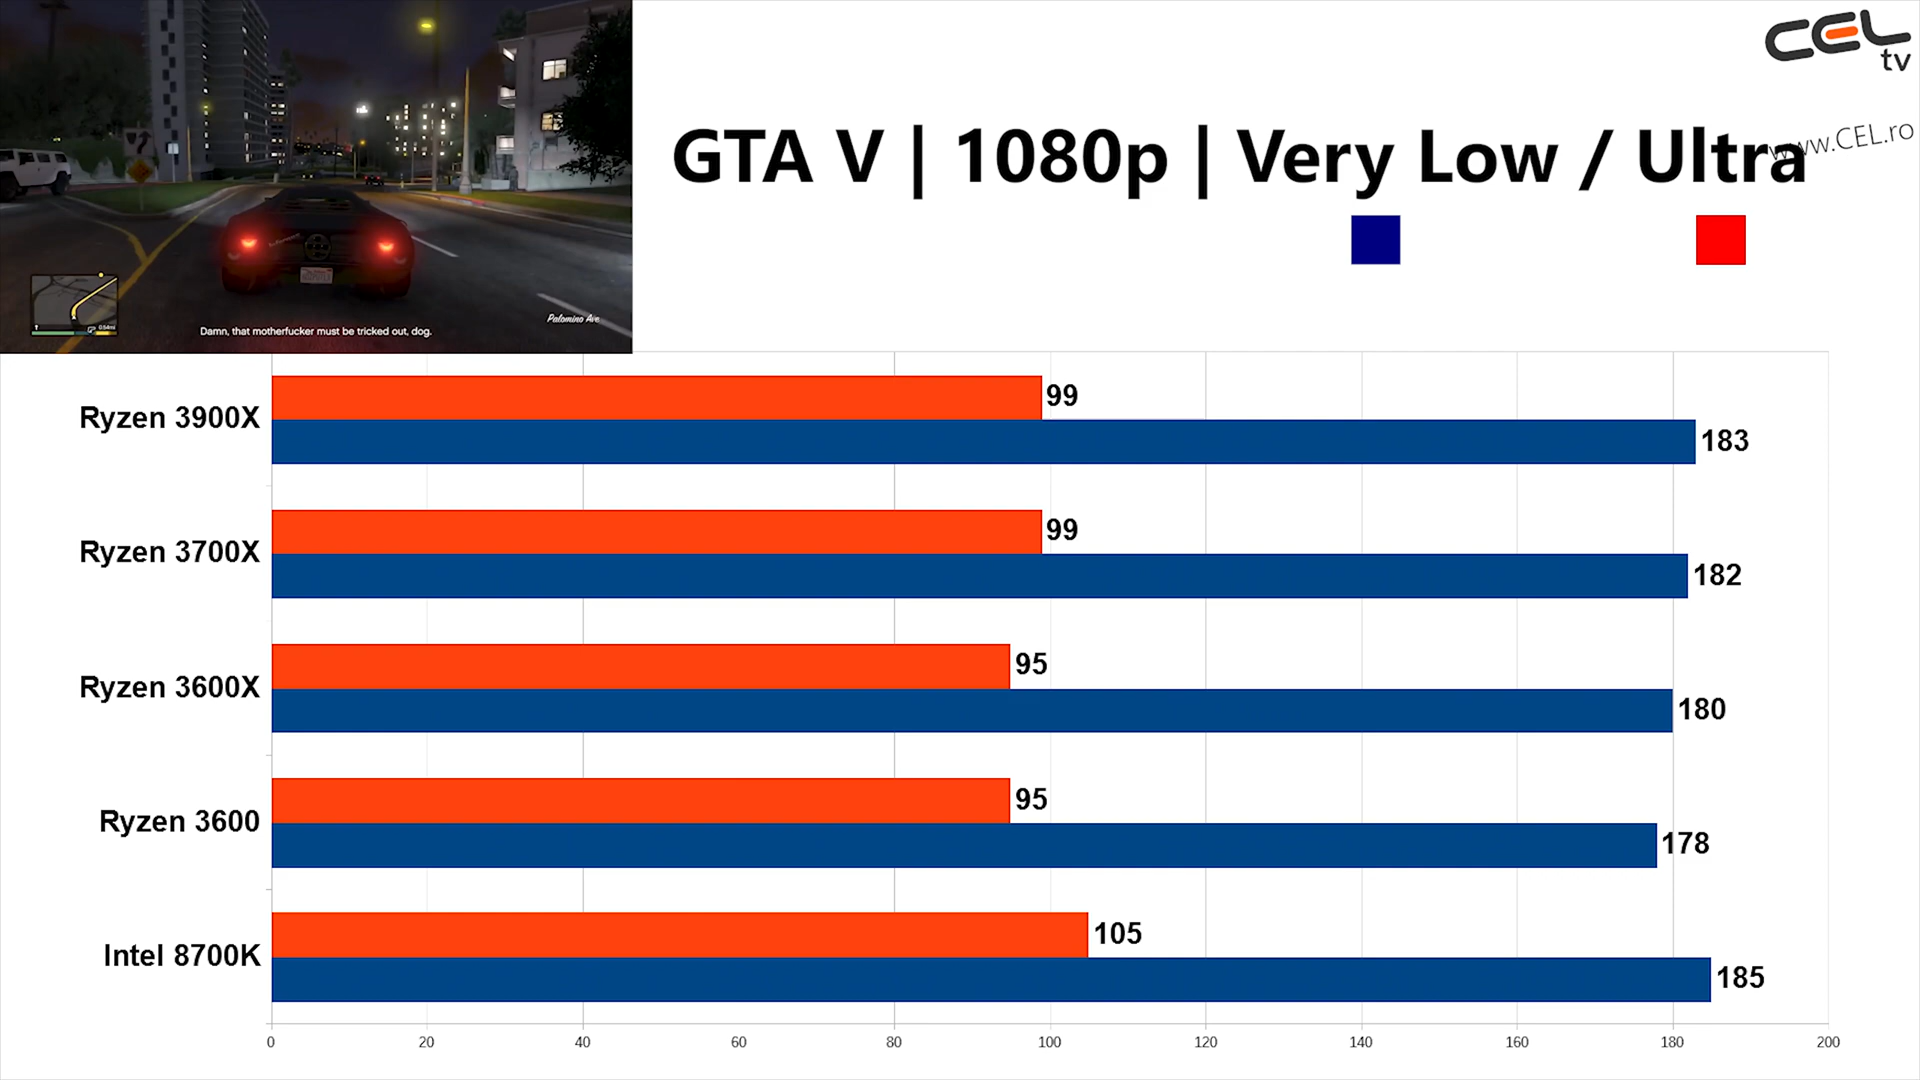 CEL
tv
www.CEL.ro
GTA V | 1080p | Very Low / Ultra
Palomino Ave
Damn, that motherfucker must be tricked out, dog.
Ryzen 3900X
99
183
Ryzen 3700X
99
182
Ryzen 3600X
95
180
Ryzen 3600
95
178
Intel 8700K
105
185
0 20 40 60 80 100 120 140 160 180 200